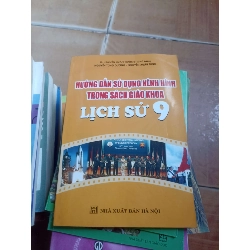 HƯỚNG DẪN SỬ DỤNG KÊNH HÌNH
TRONG SÁCH GIÁO KHOA
LỊCH SỬ 9
NHÀ XUẤT BẢN HÀ NỘI